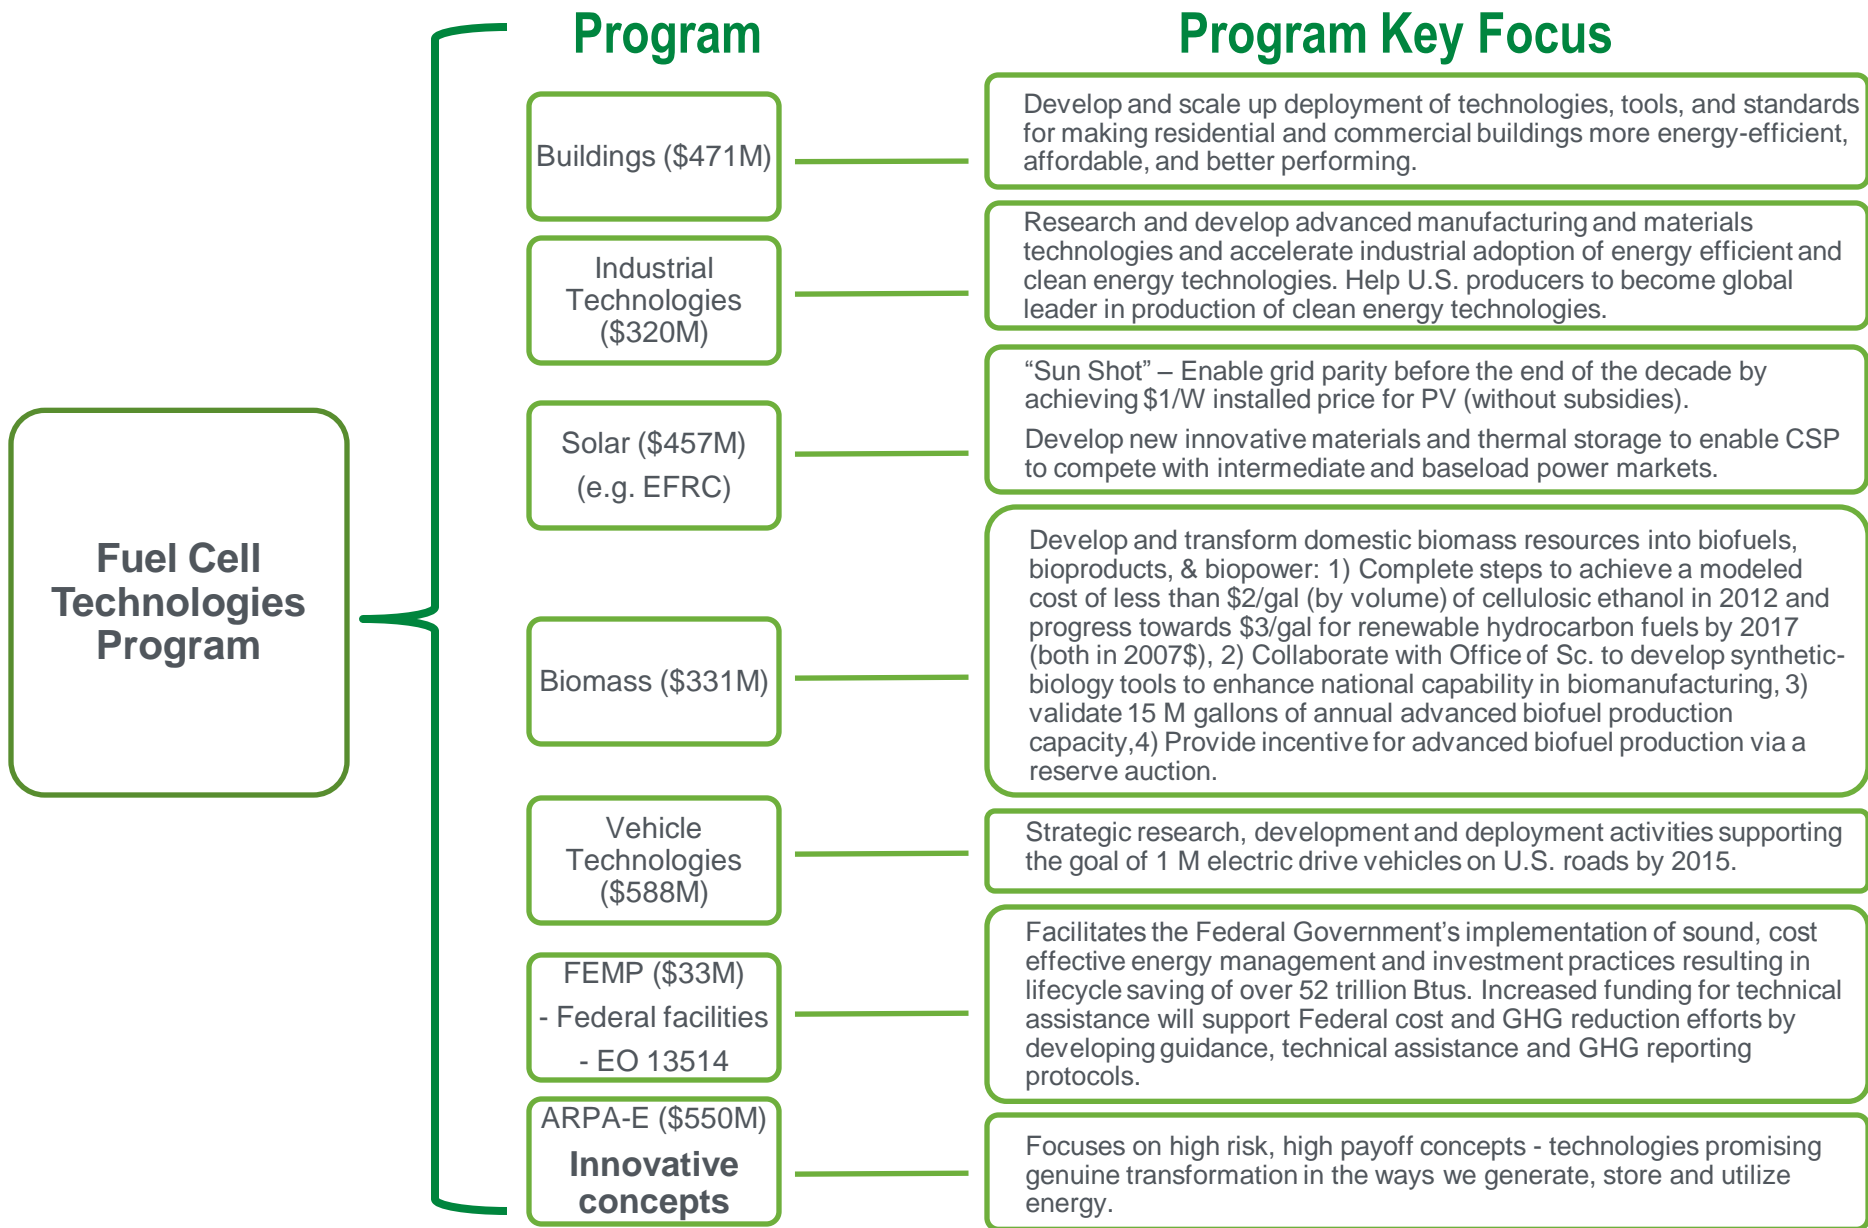 Program
Program Key Focus
Fuel Cell
Technologies
Program
Buildings ($471M)
Develop and scale up deployment of technologies, tools, and standards
for making residential and commercial buildings more energy-efficient,
affordable, and better performing.
Industrial
Technologies
($320M)
Research and develop advanced manufacturing and materials
technologies and accelerate industrial adoption of energy efficient and
clean energy technologies. Help U.S. producers to become global
leader in production of clean energy technologies.
Solar ($457M)
(e.g. EFRC)
“Sun Shot” – Enable grid parity before the end of the decade by
achieving $1/W installed price for PV (without subsidies).
Develop new innovative materials and thermal storage to enable CSP
to compete with intermediate and baseload power markets.
Biomass ($331M)
Develop and transform domestic biomass resources into biofuels,
bioproducts, & biopower: 1) Complete steps to achieve a modeled
cost of less than $2/gal (by volume) of cellulosic ethanol in 2012 and
progress towards $3/gal for renewable hydrocarbon fuels by 2017
(both in 2007$), 2) Collaborate with Office of Sc. to develop synthetic-
biology tools to enhance national capability in biomanufacturing, 3)
validate 15 M gallons of annual advanced biofuel production
capacity,4) Provide incentive for advanced biofuel production via a
reserve auction.
Vehicle
Technologies
($588M)
Strategic research, development and deployment activities supporting
the goal of 1 M electric drive vehicles on U.S. roads by 2015.
FEMP ($33M)
- Federal facilities
- EO 13514
Facilitates the Federal Government’s implementation of sound, cost
effective energy management and investment practices resulting in
lifecycle saving of over 52 trillion Btus. Increased funding for technical
assistance will support Federal cost and GHG reduction efforts by
developing guidance, technical assistance and GHG reporting
protocols.
ARPA-E ($550M)
Innovative
concepts
Focuses on high risk, high payoff concepts - technologies promising
genuine transformation in the ways we generate, store and utilize
energy.